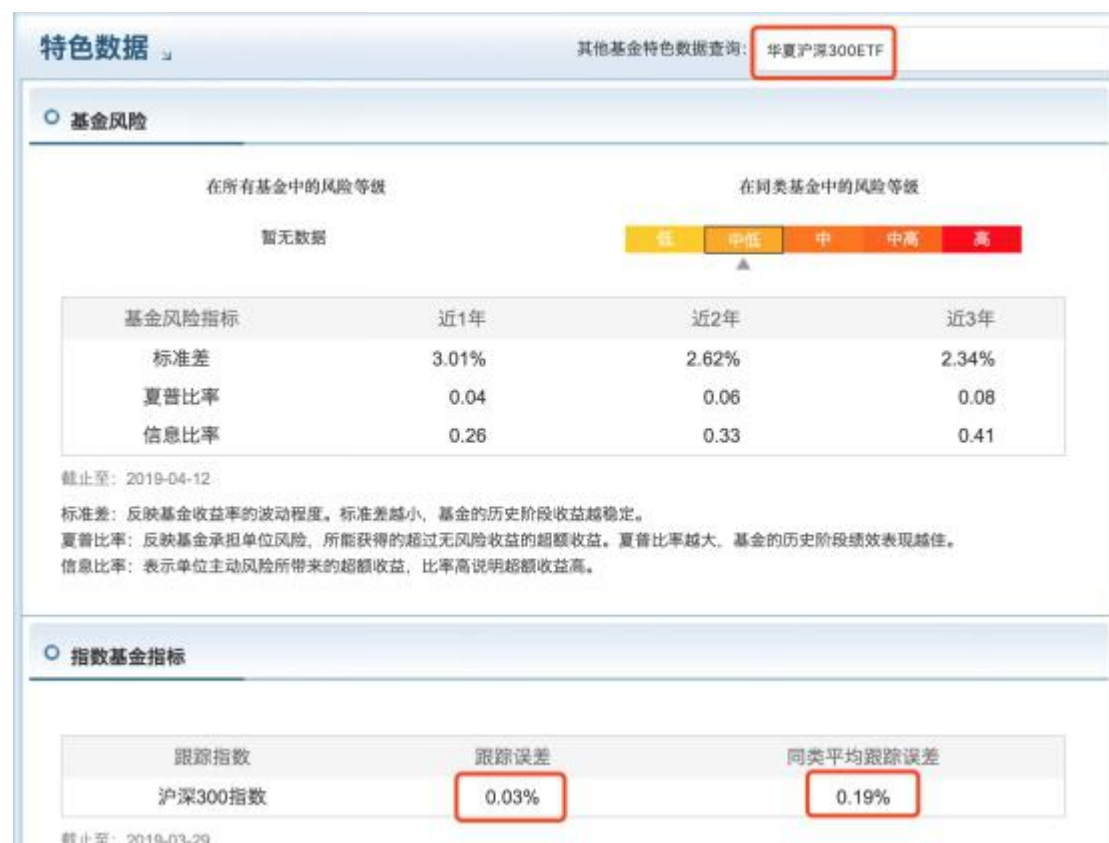 特色数据
其他基金特色数据查询: 华夏沪深300ETF
基金风险
在所有基金中的风险等级 在同类基金中的风险等级
暂无数据 低 中低 中 中高 高
基金风险指标 近1年 近2年 近3年
标准差 3.01% 2.62% 2.34%
夏普比率 0.04 0.06 0.08
信息比率 0.26 0.33 0.41
截止至: 2019-04-12
标准差: 反映基金收益率的波动程度。标准差越小, 基金的历史阶段收益越稳定。
夏普比率: 反映基金承担单位风险, 所能获得的超过无风险收益的超额收益。夏普比率越大, 基金的历史阶段绩效表现越佳。
信息比率: 表示单位主动风险所带来的超额收益, 比率高说明超额收益高。
指数基金指标
跟踪指数 跟踪误差 同类平均跟踪误差
沪深300指数 0.03% 0.19%
截止至: 2019-03-29